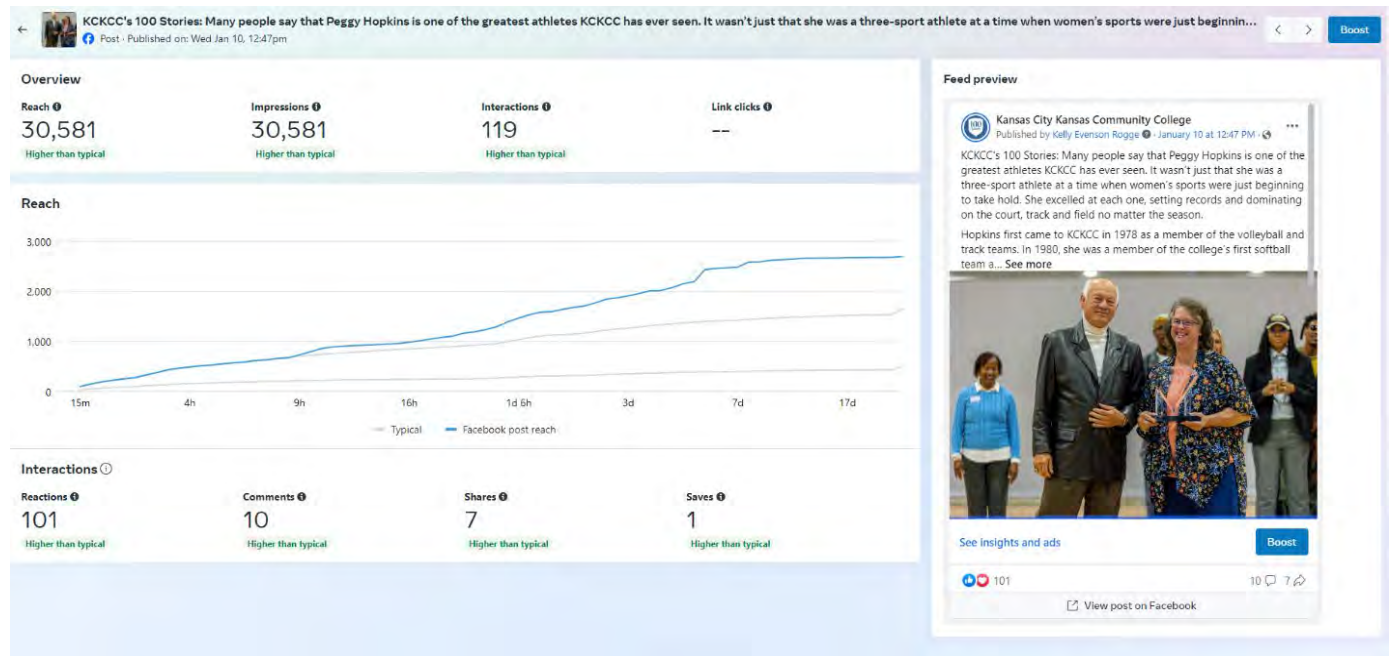 KCKCC's 100 Stories: Many people say that Peggy Hopkins is one of the greatest athletes KCKCC has ever seen. It wasn't just that she was a three-sport athlete at a time when women's sports were just beginnin...
Post · Published on: Wed Jan 10, 12:47pm
Boost
Overview
Reach
Impressions
Interactions
Link clicks
30,581
30,581
119
--
Higher than typical
Higher than typical
Higher than typical
Reach
3,000
2,000
1,000
0
15m 4h 9h 16h 1d 6h 3d 7d 17d
Typical Facebook post reach
Interactions
Reactions
Comments
Shares
Saves
101
10
7
1
Higher than typical
Higher than typical
Higher than typical
Higher than typical
Feed preview
Kansas City Kansas Community College
Published by Kelly Evenson Rogge · January 10 at 12:47 PM ·
KCKCC's 100 Stories: Many people say that Peggy Hopkins is one of the
greatest athletes KCKCC has ever seen. It wasn't just that she was a
three-sport athlete at a time when women's sports were just beginning
to take hold. She excelled at each one, setting records and dominating
on the court, track and field no matter the season.
Hopkins first came to KCKCC in 1978 as a member of the volleyball and
track teams. In 1980, she was a member of the college's first softball
team a... See more
See insights and ads
Boost
101
10 7
View post on Facebook